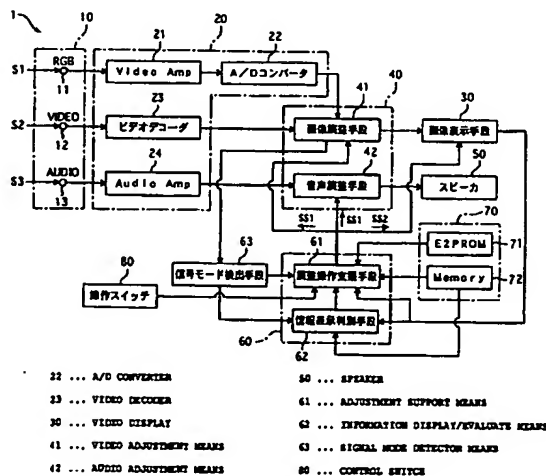 1
10
20
21
22
S1
RGB
11
Video Amp
A/Dコンバータ
23
41
40
30
S2
VIDEO
12
ビデオデコーダ
画像調整手段
画像表示手段
24
42
50
S3
AUDIO
13
Audio Amp
音声調整手段
スピーカ
SS1
SS1
SS2
70
63
61
E2PROM
71
80
信号モード検出手段
調整操作支援手段
Memory
72
操作スイッチ
情報表示判別手段
60
62
22 ... A/D CONVERTER
23 ... VIDEO DECODER
30 ... VIDEO DISPLAY
41 ... VIDEO ADJUSTMENT MEANS
42 ... AUDIO ADJUSTMENT MEANS
50 ... SPEAKER
61 ... ADJUSTMENT SUPPORT MEANS
62 ... INFORMATION DISPLAY/EVALUATE MEANS
63 ... SIGNAL MODE DETECTOR MEANS
80 ... CONTROL SWITCH